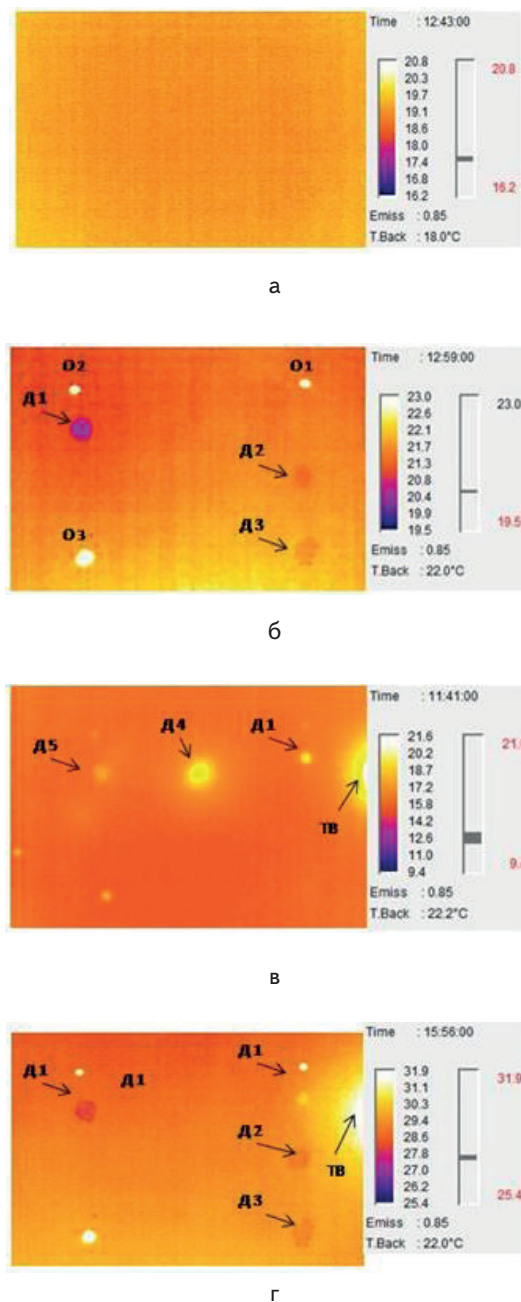 Time : 12:43:00
20.8
20.3
19.7
19.1
18.6
18.0
17.4
16.8
16.2
20.8
16.2
Emiss : 0.85
T.Back : 18.0°C
а
О2
О1
Д1
Д2
Д3
О3
Time : 12:59:00
23.0
22.6
22.1
21.7
21.3
20.8
20.4
19.9
19.5
23.0
19.5
Emiss : 0.85
T.Back : 22.0°C
б
Д5
Д4
Д1
ТВ
Time : 11:41:00
21.6
20.2
18.7
17.2
15.8
14.2
12.6
11.0
9.4
Emiss : 0.85
T.Back : 22.2°C
в
Д1
Д1
Д1
Д2
Д3
ТВ
Time : 15:56:00
31.9
31.1
30.3
29.4
28.6
27.8
27.0
26.2
25.4
31.9
25.4
Emiss : 0.85
T.Back : 22.0°C
г